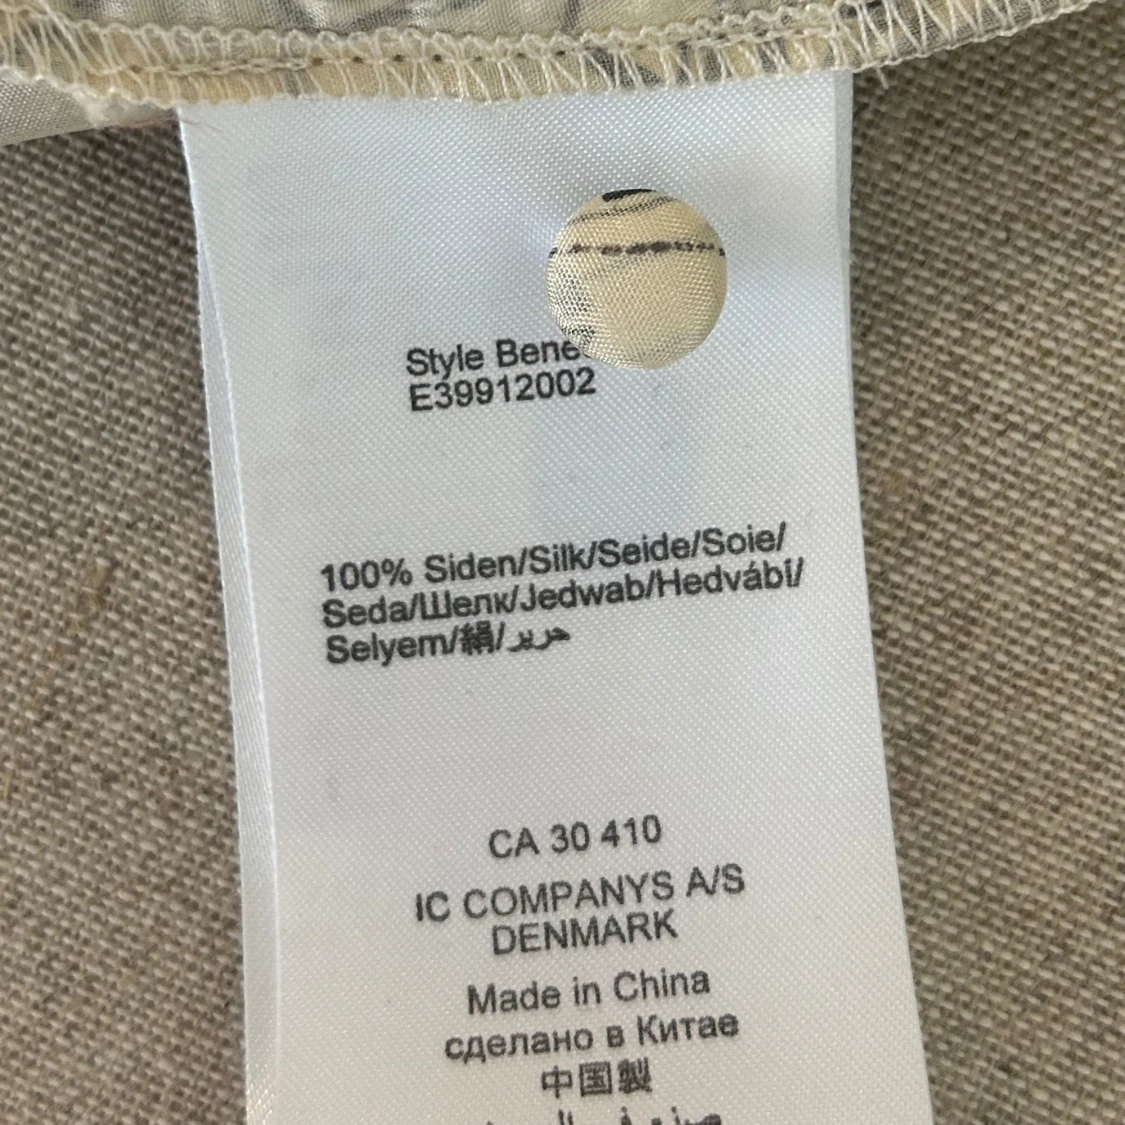 Style
E39912002
100% Siden/Silk/Seide/Soie/
Seda/Шелк/Jedwab/Hedvábí/
Selyem/絹/حرير
CA 30 410
IC COMPANYS A/S
DENMARK
Made in China
сделано в Китае
中国製